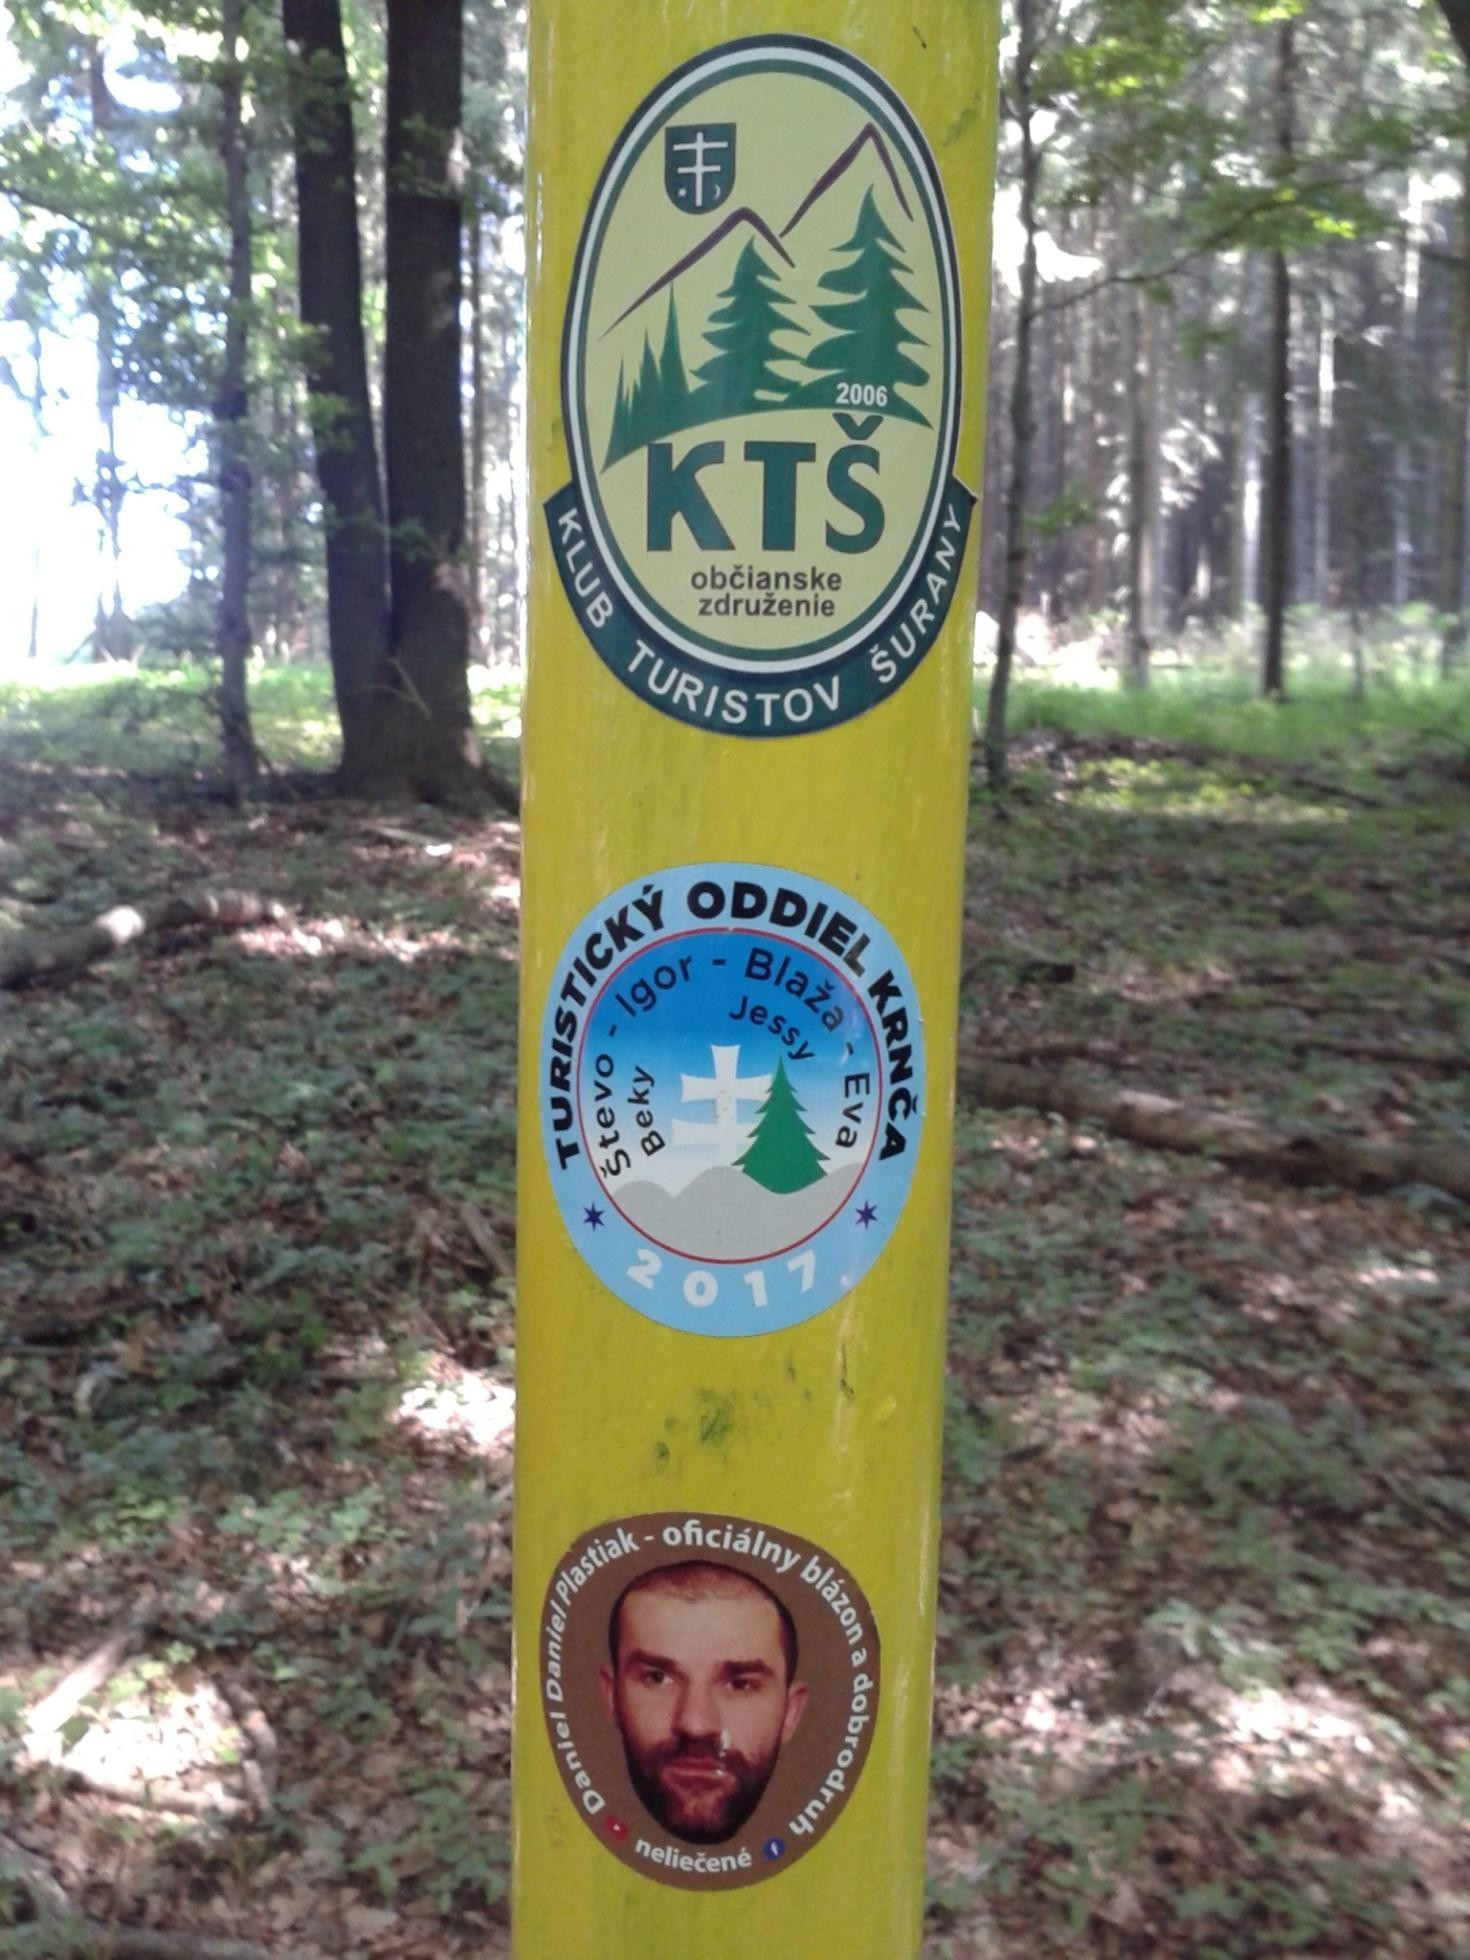 2006
KTŠ
občianske
združenie
KLUB TURISTOV ŠURANY
TURISTICKÝ ODDIEL KRNČA
Števo - Igor - Blaža - Eva
Beky
Jessy
2017
Daniel Daniel Plastiak - oficiálny blázon a dobrodruh
neliečené